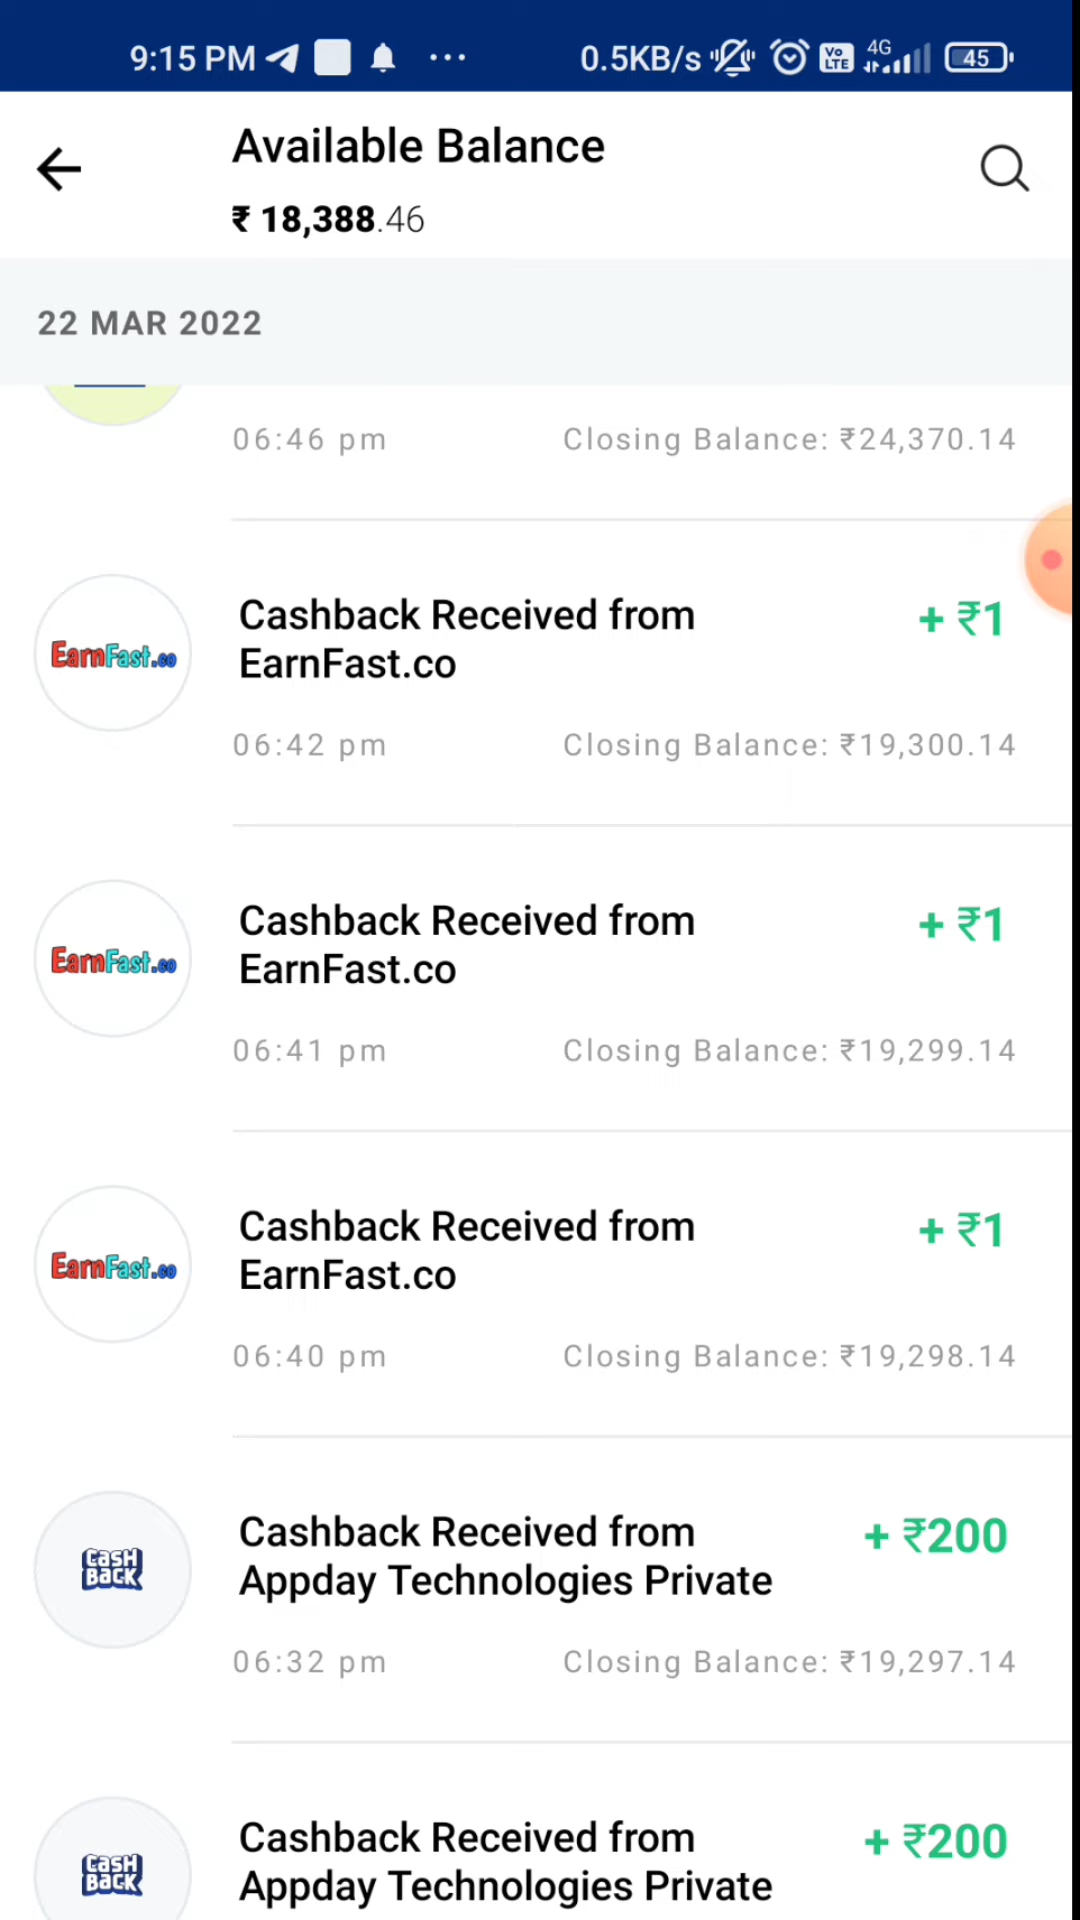 9:15 PM
0.5KB/s
Vo
LTE
4G
45
Available Balance
₹ 18,388.46
22 MAR 2022
06:46 pm Closing Balance: ₹24,370.14
EarnFast.co
Cashback Received from + ₹1
EarnFast.co
06:42 pm Closing Balance: ₹19,300.14
EarnFast.co
Cashback Received from + ₹1
EarnFast.co
06:41 pm Closing Balance: ₹19,299.14
EarnFast.co
Cashback Received from + ₹1
EarnFast.co
06:40 pm Closing Balance: ₹19,298.14
CASH
BACK
Cashback Received from + ₹200
Appday Technologies Private
06:32 pm Closing Balance: ₹19,297.14
CASH
BACK
Cashback Received from + ₹200
Appday Technologies Private